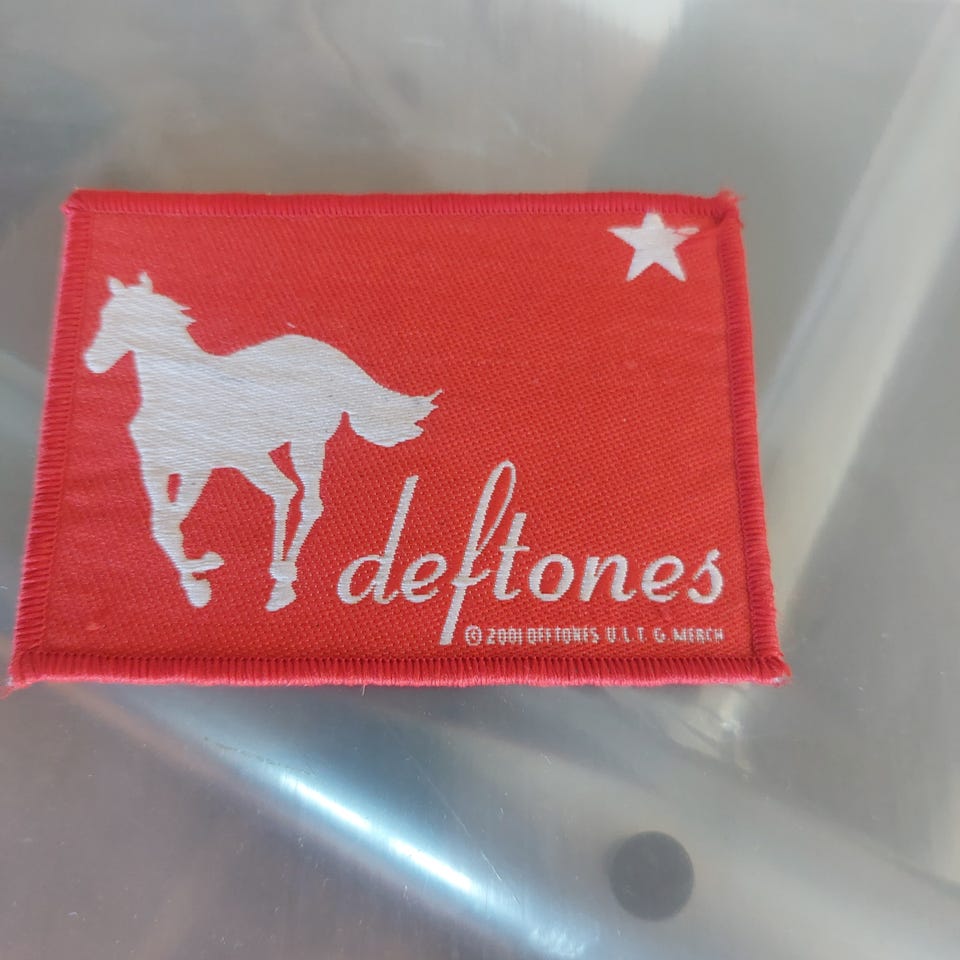 deftones
© 2001 DEFTONES U.L.T. G. MERCH